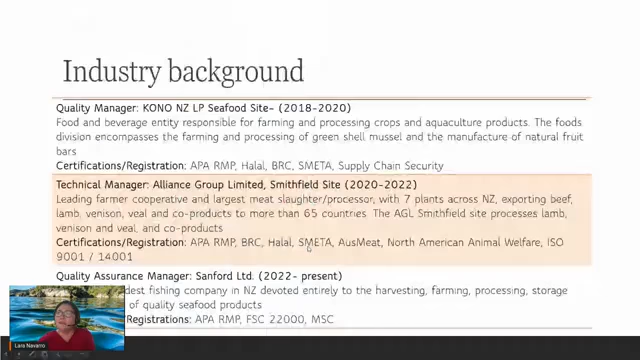 Industry background
Quality Manager: KONO NZ LP Seafood Site- (2018-2020)
Food and beverage entity responsible for farming and processing crops and aquaculture products. The foods
division encompasses the farming and processing of green shell mussel and the manufacture of natural fruit
bars
Certifications/Registration: APA RMP, Halal, BRC, SMETA, Supply Chain Security
Technical Manager: Alliance Group Limited, Smithfield Site (2020-2022)
Leading farmer cooperative and largest meat slaughter/processor, with 7 plants across NZ, exporting beef,
lamb, venison, veal and co-products to more than 65 countries. The AGL Smithfield site processes lamb,
venison and veal, and co-products
Certifications/Registration: APA RMP, BRC, Halal, SMETA, AusMeat, North American Animal Welfare, ISO
9001 / 14001
Quality Assurance Manager: Sanford Ltd. (2022- present)
fishing company in NZ devoted entirely to the harvesting, farming, processing, storage
of quality seafood products
APA RMP, FSC 22000, MSC
Lara Navarro